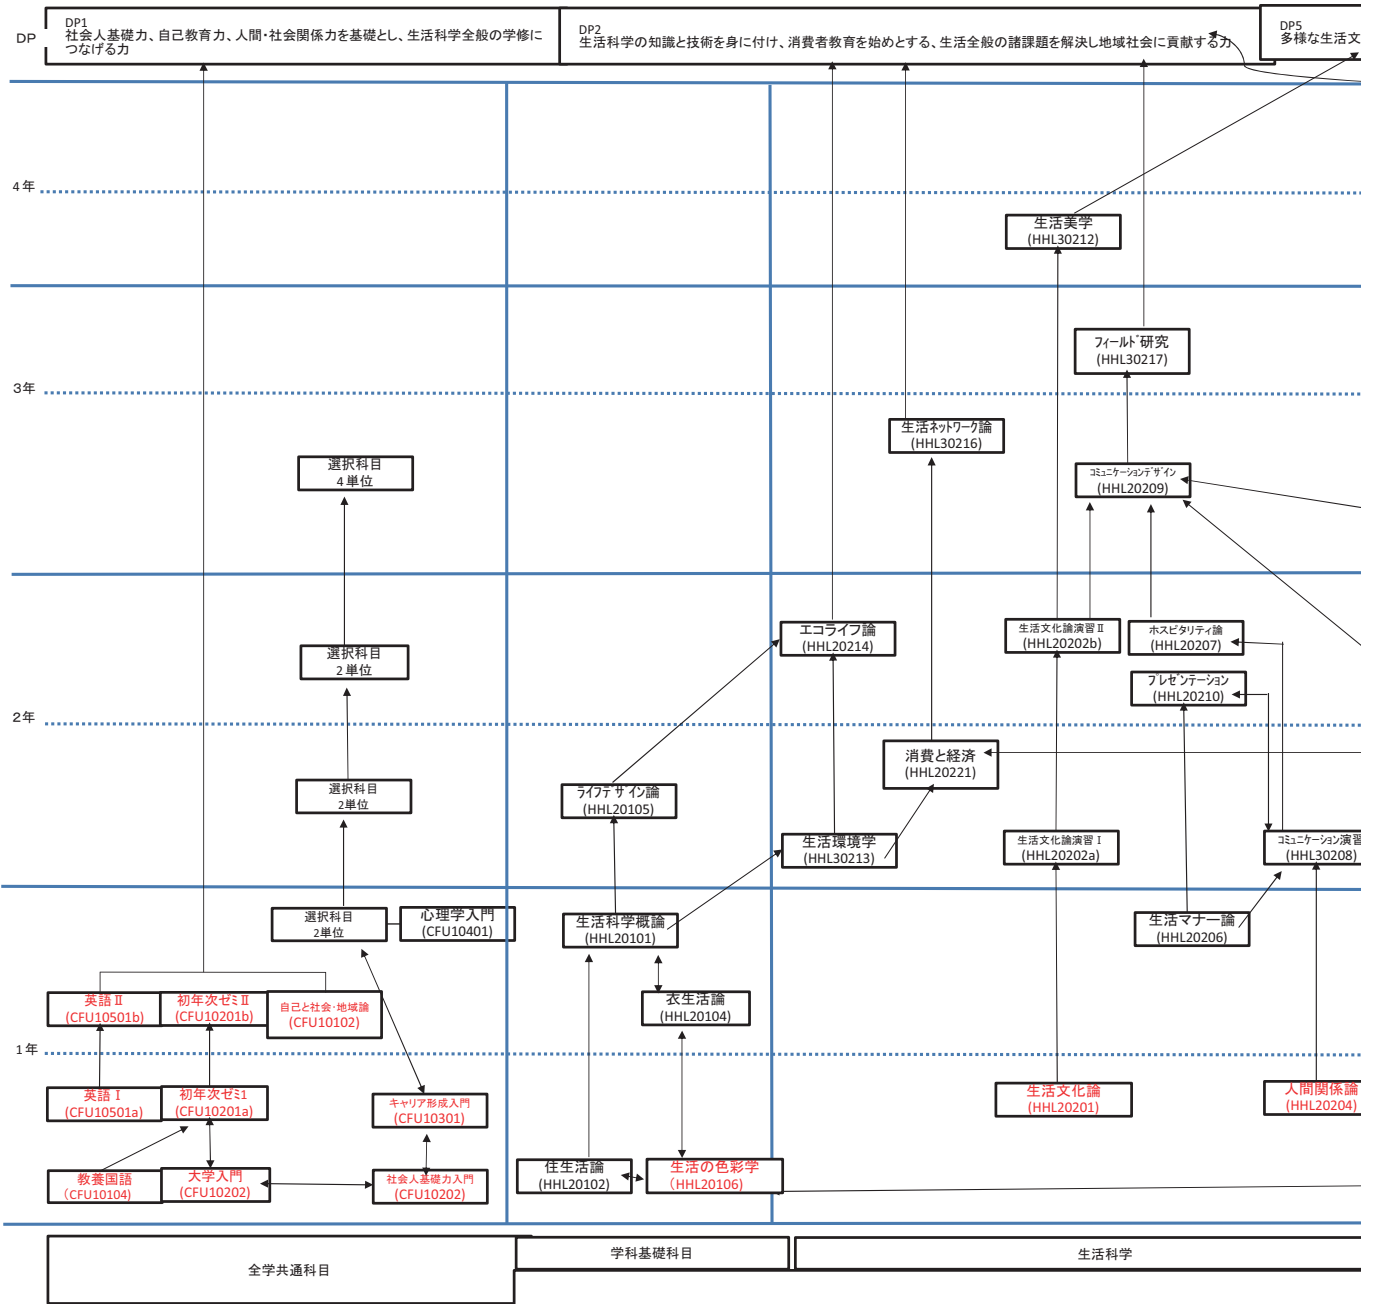 DP
DP1
社会人基礎力、自己教育力、人間・社会関係力を基礎とし、生活科学全般の学修に
つなげる力
DP2
生活科学の知識と技術を身に付け、消費者教育を始めとする、生活全般の諸課題を解決し地域社会に貢献する力
DP5
多様な生活文
4年
生活美学
(HHL30212)
フィールド研究
(HHL30217)
3年
生活ネットワーク論
(HHL30216)
選択科目
4単位
コミュニケーションデザイン
(HHL20209)
エコライフ論
(HHL20214)
生活文化論演習Ⅱ
(HHL20202b)
ホスピタリティ論
(HHL20207)
選択科目
2単位
プレゼンテーション
(HHL20210)
2年
消費と経済
(HHL20221)
選択科目
2単位
ライフデザイン論
(HHL20105)
生活環境学
(HHL30213)
生活文化論演習Ⅰ
(HHL20202a)
コミュニケーション演習
(HHL30208)
選択科目
2単位
心理学入門
(CFU10401)
生活科学概論
(HHL20101)
生活マナー論
(HHL20206)
英語Ⅱ
(CFU10501b)
初年次ゼミⅡ
(CFU10201b)
自己と社会・地域論
(CFU10102)
衣生活論
(HHL20104)
1年
英語Ⅰ
(CFU10501a)
初年次ゼミ1
(CFU10201a)
キャリア形成入門
(CFU10301)
生活文化論
(HHL20201)
人間関係論
(HHL20204)
教養国語
(CFU10104)
大学入門
(CFU10202)
社会人基礎力入門
(CFU10202)
住生活論
(HHL20102)
生活の色彩学
(HHL20106)
全学共通科目
学科基礎科目
生活科学